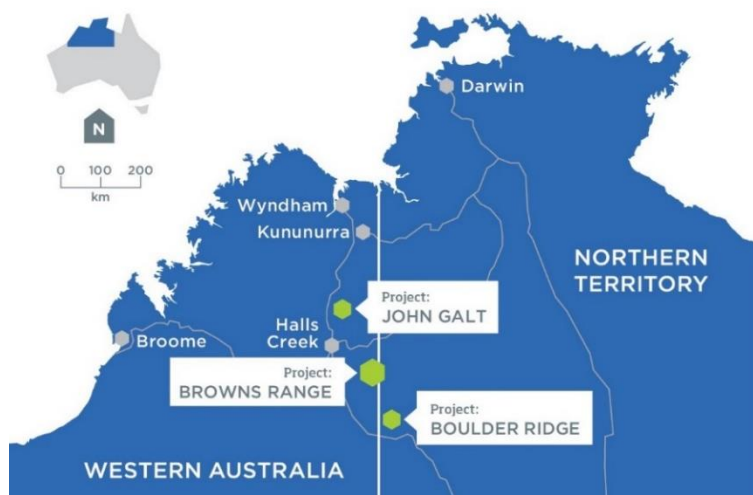 N
0 100 200
km
Darwin
Wyndham
Kununurra
NORTHERN
TERRITORY
Project:
JOHN GALT
Halls
Creek
Broome
Project:
BROWNS RANGE
Project:
BOULDER RIDGE
WESTERN AUSTRALIA